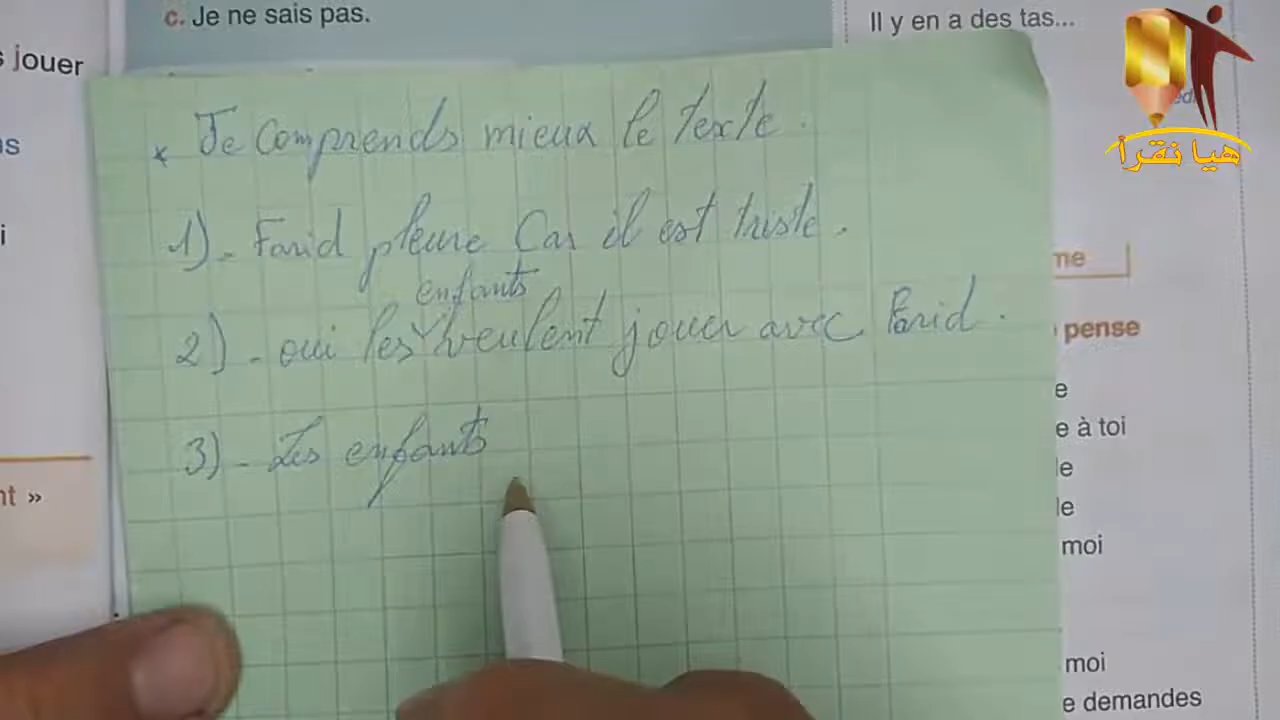 c. Je ne sais pas.
Il y en a des tas...
s jouer
هيا نقرأ
* Je comprends mieux le texte.
1)- Farid pleure Car il est triste.
enfants
2)- oui les veulent jouer avec Farid.
3)- Les enfants
ns
i
nt »
me
pense
e
e à toi
le
le
moi
moi
e demandes